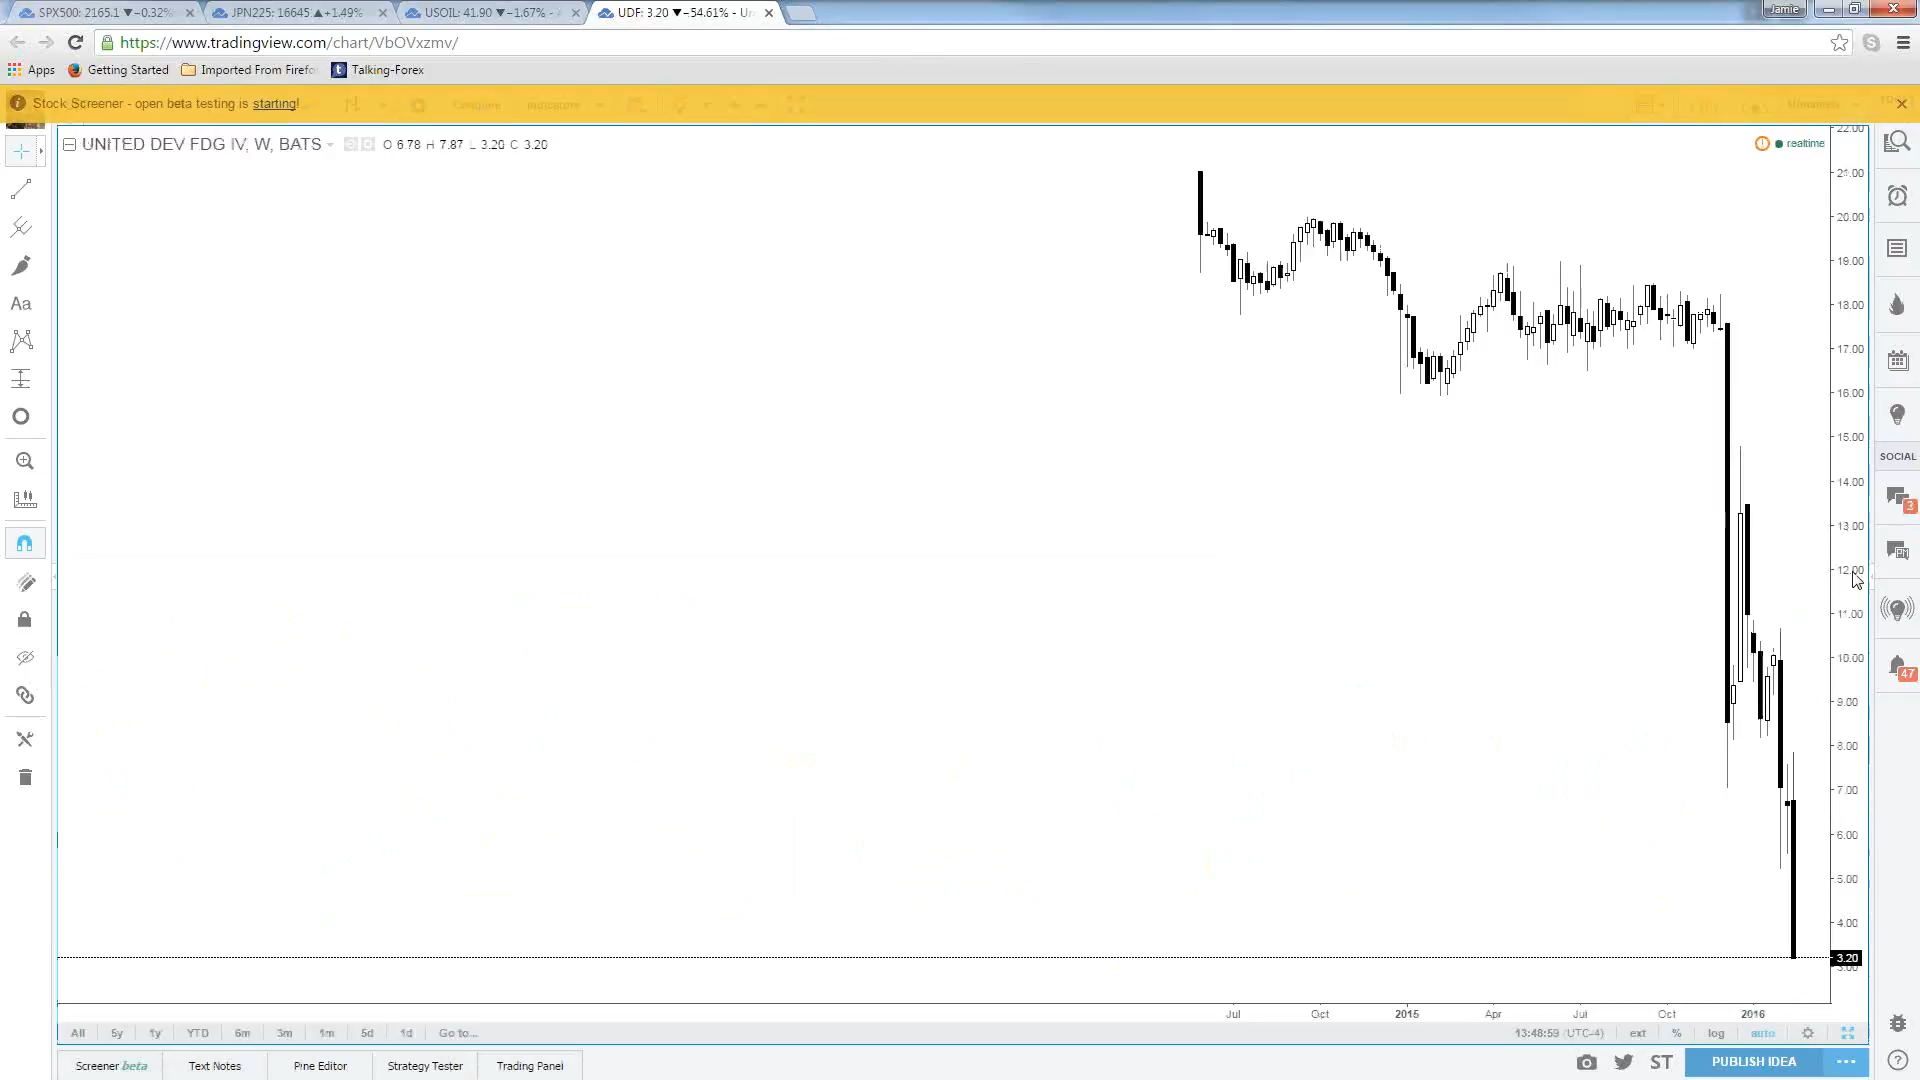 SPX500: 2165.1 ▼−0.32%
JPN225: 16645 ▲+1.49%
USOIL: 41.90 ▼−1.67% -
UDF: 3.20 ▼−54.61% - Un
Jamie
https://www.tradingview.com/chart/VbOVxzmv/
Apps
Getting Started
Imported From Firefo
Talking-Forex
Stock Screener - open beta testing is starting!
Compare
Indicators
UNITED DEV FDG IV, W, BATS
O 6.78 H 7.87 L 3.20 C 3.20
realtime
22.00
21.00
20.00
19.00
18.00
17.00
16.00
15.00
14.00
13.00
12.00
11.00
10.00
9.00
8.00
7.00
6.00
5.00
4.00
3.20
3.00
Aa
SOCIAL
3
47
Jul
Oct
2015
Apr
Jul
Oct
2016
All
5y
1y
YTD
6m
3m
1m
5d
1d
Go to...
13:48:59 (UTC-4)
ext
%
log
auto
Screener beta
Text Notes
Pine Editor
Strategy Tester
Trading Panel
ST
PUBLISH IDEA